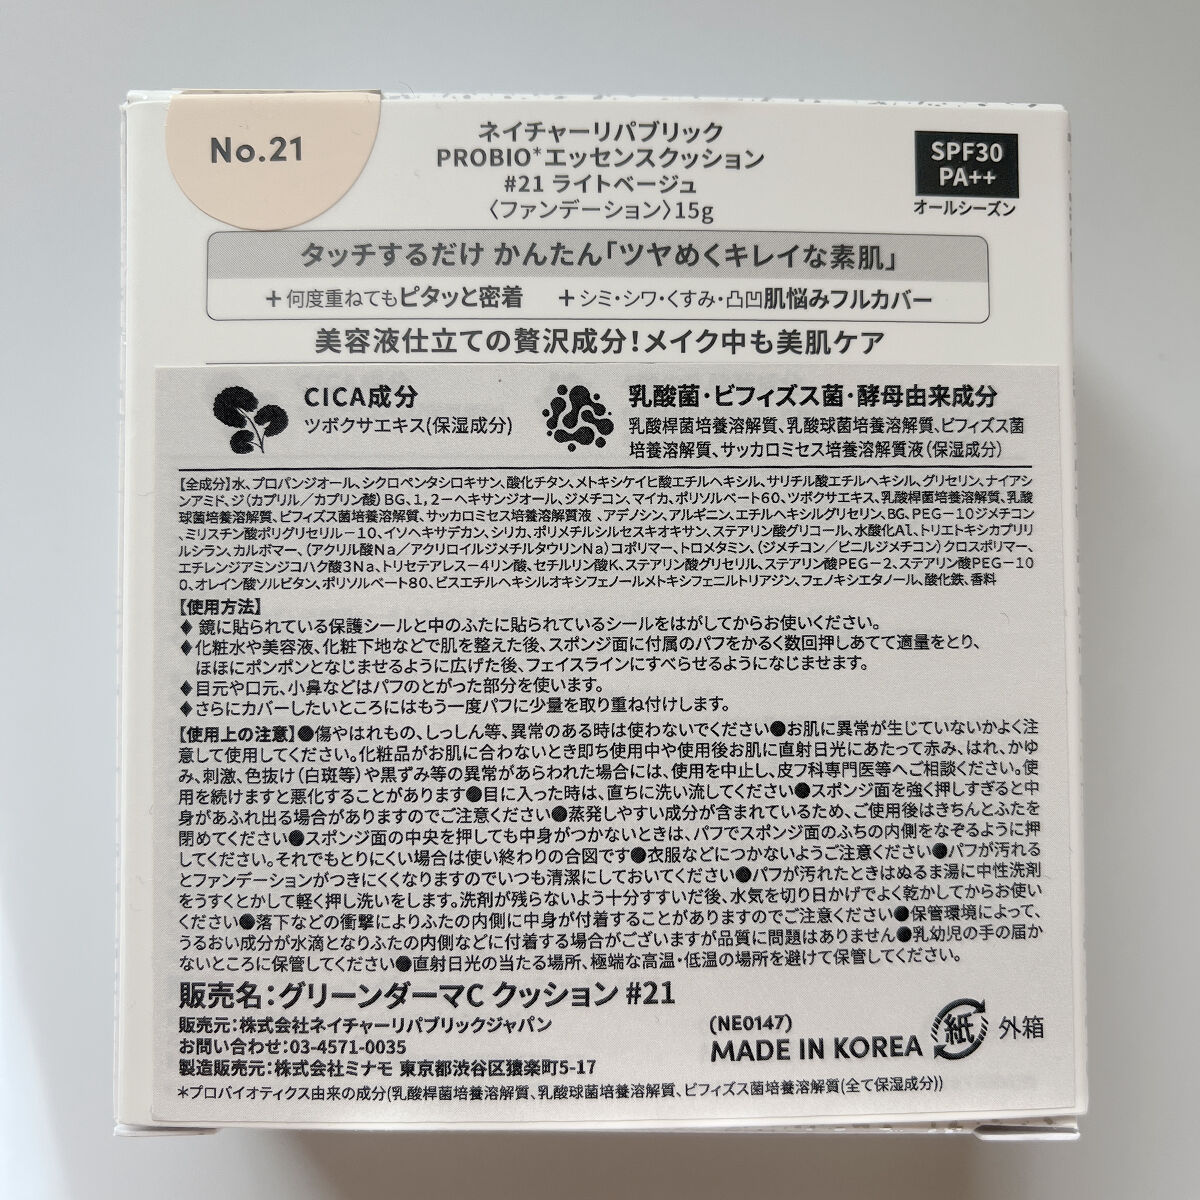 No.21
ネイチャーリパブリック
PROBIO*エッセンスクッション
#21 ライトベージュ
〈ファンデーション〉15g
SPF30
PA++
オールシーズン
タッチするだけ かんたん「ツヤめくキレイな素肌」
+何度重ねてもピタッと密着 +シミ・シワ・くすみ・凸凹肌悩みフルカバー
美容液仕立ての贅沢成分!メイク中も美肌ケア
CICA成分
ツボクサエキス(保湿成分)
乳酸菌・ビフィズス菌・酵母由来成分
乳酸桿菌培養溶解質、乳酸球菌培養溶解質、ビフィズス菌
培養溶解質、サッカロミセス培養溶解質液(保湿成分)
【全成分】水、プロパンジオール、シクロペンタシロキサン、酸化チタン、メトキシケイヒ酸エチルヘキシル、サリチル酸エチルヘキシル、グリセリン、ナイアシ
ンアミド、ジ(カプリル/カプリン酸)BG、1,2-ヘキサンジオール、ジメチコン、マイカ、ポリソルベート60、ツボクサエキス、乳酸桿菌培養溶解質、乳酸
球菌培養溶解質、ビフィズス菌培養溶解質、サッカロミセス培養溶解質液 、アデノシン、アルギニン、エチルヘキシルグリセリン、BG、PEG-10ジメチコ
ン、ミリスチン酸ポリグリセリル-10、イソヘキサデカン、シリカ、ポリメチルシルセスキオキサン、ステアリン酸グリコール、水酸化Al、トリエトキシカプリリ
ルシラン、カルボマー、(アクリル酸Na/アクリロイルジメチルタウリンNa)コポリマー、トロメタミン、(ジメチコン/ビニルジメチコン)クロスポリマー、
エチレンジアミンジコハク酸3Na、トリセテアレス-4リン酸、セチルリン酸K、ステアリン酸グリセリル、ステアリン酸PEG-2、ステアリン酸PEG-10
0、オレイン酸ソルビタン、ポリソルベート80、ビスエチルヘキシルオキシフェノールメトキシフェニルトリアジン、フェノキシエタノール、酸化鉄、香料
【使用方法】
♦ 鏡に貼られている保護シールと中のふたに貼られているシールをはがしてからお使いください。
♦化粧水や美容液、化粧下地などで肌を整えた後、スポンジ面に付属のパフをかるく数回押しあてて適量をとり、
ほほにポンポンとなじませるように広げた後、フェイスラインにすべらせるようになじませます。
♦目元や口元、小鼻などはパフのとがった部分を使います。
♦さらにカバーしたいところにはもう一度パフに少量を取り重ね付けします。
【使用上の注意】●傷やはれもの、しっしん等、異常のある時は使わないでください●お肌に異常が生じていないかよく注
意して使用してください。化粧品がお肌に合わないとき即ち使用中や使用後お肌に直射日光にあたって赤み、はれ、かゆ
み、刺激、色抜け(白斑等)や黒ずみ等の異常があらわれた場合には、使用を中止し、皮フ科専門医等へご相談ください。使
用を続けますと悪化することがあります●目に入った時は、直ちに洗い流してください●スポンジ面を強く押しすぎると中
身があふれ出る場合がありますのでご注意ください●蒸発しやすい成分が含まれているため、ご使用後はきちんとふたを
閉めてください●スポンジ面の中央を押しても中身がつかないときは、パフでスポンジ面のふちの内側をなぞるように押
してください。それでもとりにくい場合は使い終わりの合図です●衣服などにつかないようご注意ください●パフが汚れる
とファンデーションがつきにくくなりますのでいつも清潔にしておいてください●パフが汚れたときはぬるま湯に中性洗剤
をうすくとかして軽く押し洗いをします。洗剤が残らないよう十分すすいだ後、水気を切り日かげでよく乾かしてからお使い
ください●落下などの衝撃によりふたの内側に中身が付着することがありますのでご注意ください●保管環境によって、
うるおい成分が水滴となりふたの内側などに付着する場合がございますが品質に問題はありません●乳幼児の手の届か
ないところに保管してください●直射日光の当たる場所、極端な高温・低温の場所を避けて保管してください。
販売名:グリーンダーマC クッション #21
販売元:株式会社ネイチャーリパブリックジャパン
お問い合わせ:03-4571-0035
製造販売元:株式会社ミナモ 東京都渋谷区猿楽町5-17
(NE0147)
MADE IN KOREA
紙 外箱
*プロバイオティクス由来の成分(乳酸桿菌培養溶解質、乳酸球菌培養溶解質、ビフィズス菌培養溶解質(全て保湿成分))